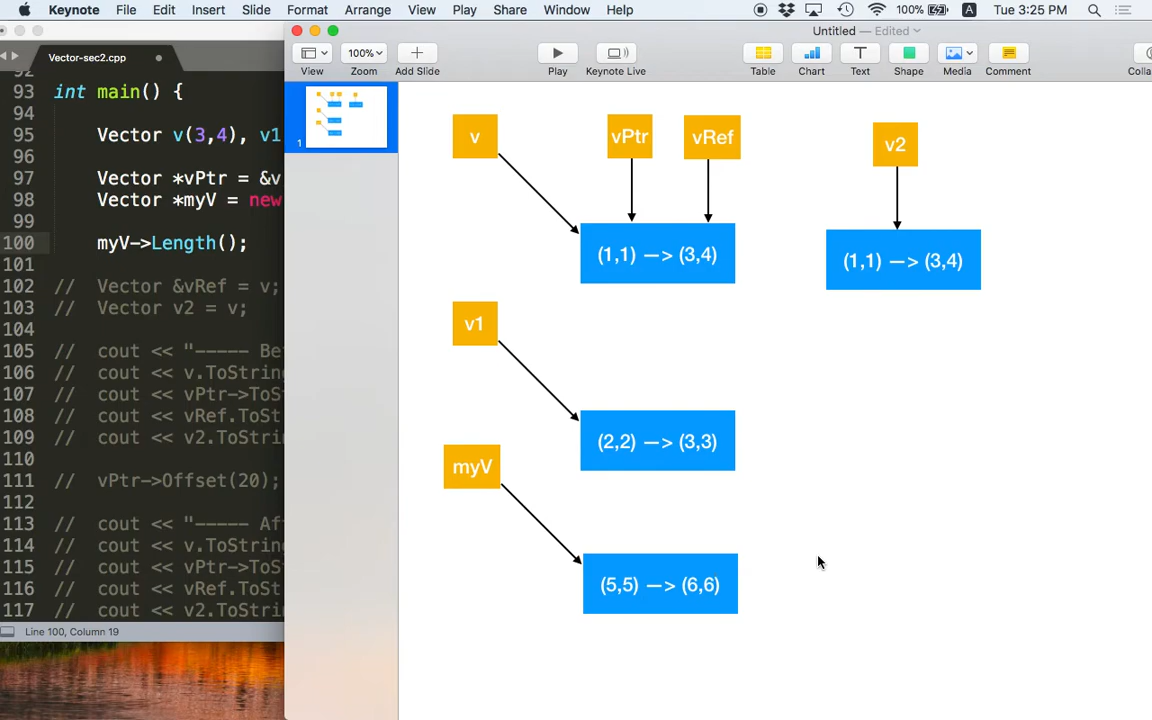 Keynote File Edit Insert Slide Format Arrange View Play Share Window Help 100% A Tue 3:25 PM
Untitled — Edited
Vector-sec2.cpp
100%
View Zoom Add Slide Play Keynote Live Table Chart Text Shape Media Comment Colla
T
92
93 int main() {
94
95 Vector v(3,4), v1
96
97 Vector *vPtr = &v
98 Vector *myV = new
99
100 myV->Length();
101
102 // Vector &vRef = v;
103 // Vector v2 = v;
104
105 // cout << "----- Be
106 // cout << v.ToString
107 // cout << vPtr->ToS
108 // cout << vRef.ToSt
109 // cout << v2.ToStri
110
111 // vPtr->Offset(20);
112
113 // cout << "----- Af
114 // cout << v.ToString
115 // cout << vPtr->ToS
116 // cout << vRef.ToSt
117 // cout << v2.ToStri
Line 100, Column 19
1
v
vPtr
vRef
v2
(1,1) —> (3,4)
(1,1) —> (3,4)
v1
(2,2) —> (3,3)
myV
(5,5) —> (6,6)